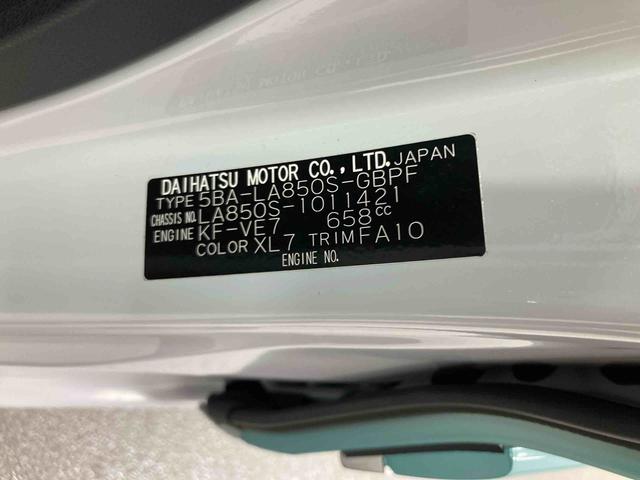 DAIHATSU MOTOR CO., LTD. JAPAN
TYPE 5BA-LA850S-GBPF
CHASSIS NO. LA850S-1011421
ENGINE KF-VE7 658cc
COLOR XL7 TRIM FA10
ENGINE NO.